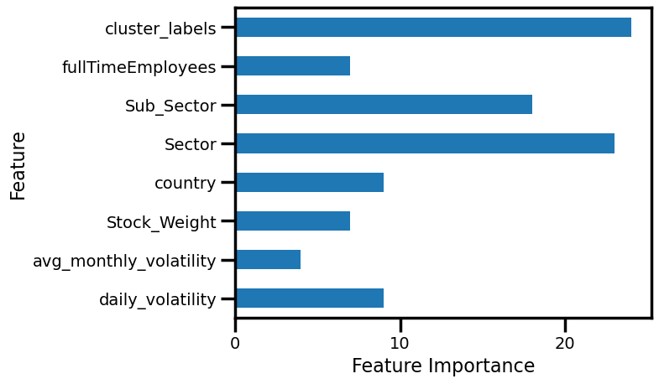 cluster_labels
fullTimeEmployees
Sub_Sector
Sector
country
Stock_Weight
avg_monthly_volatility
daily_volatility
Feature
0
10
20
Feature Importance